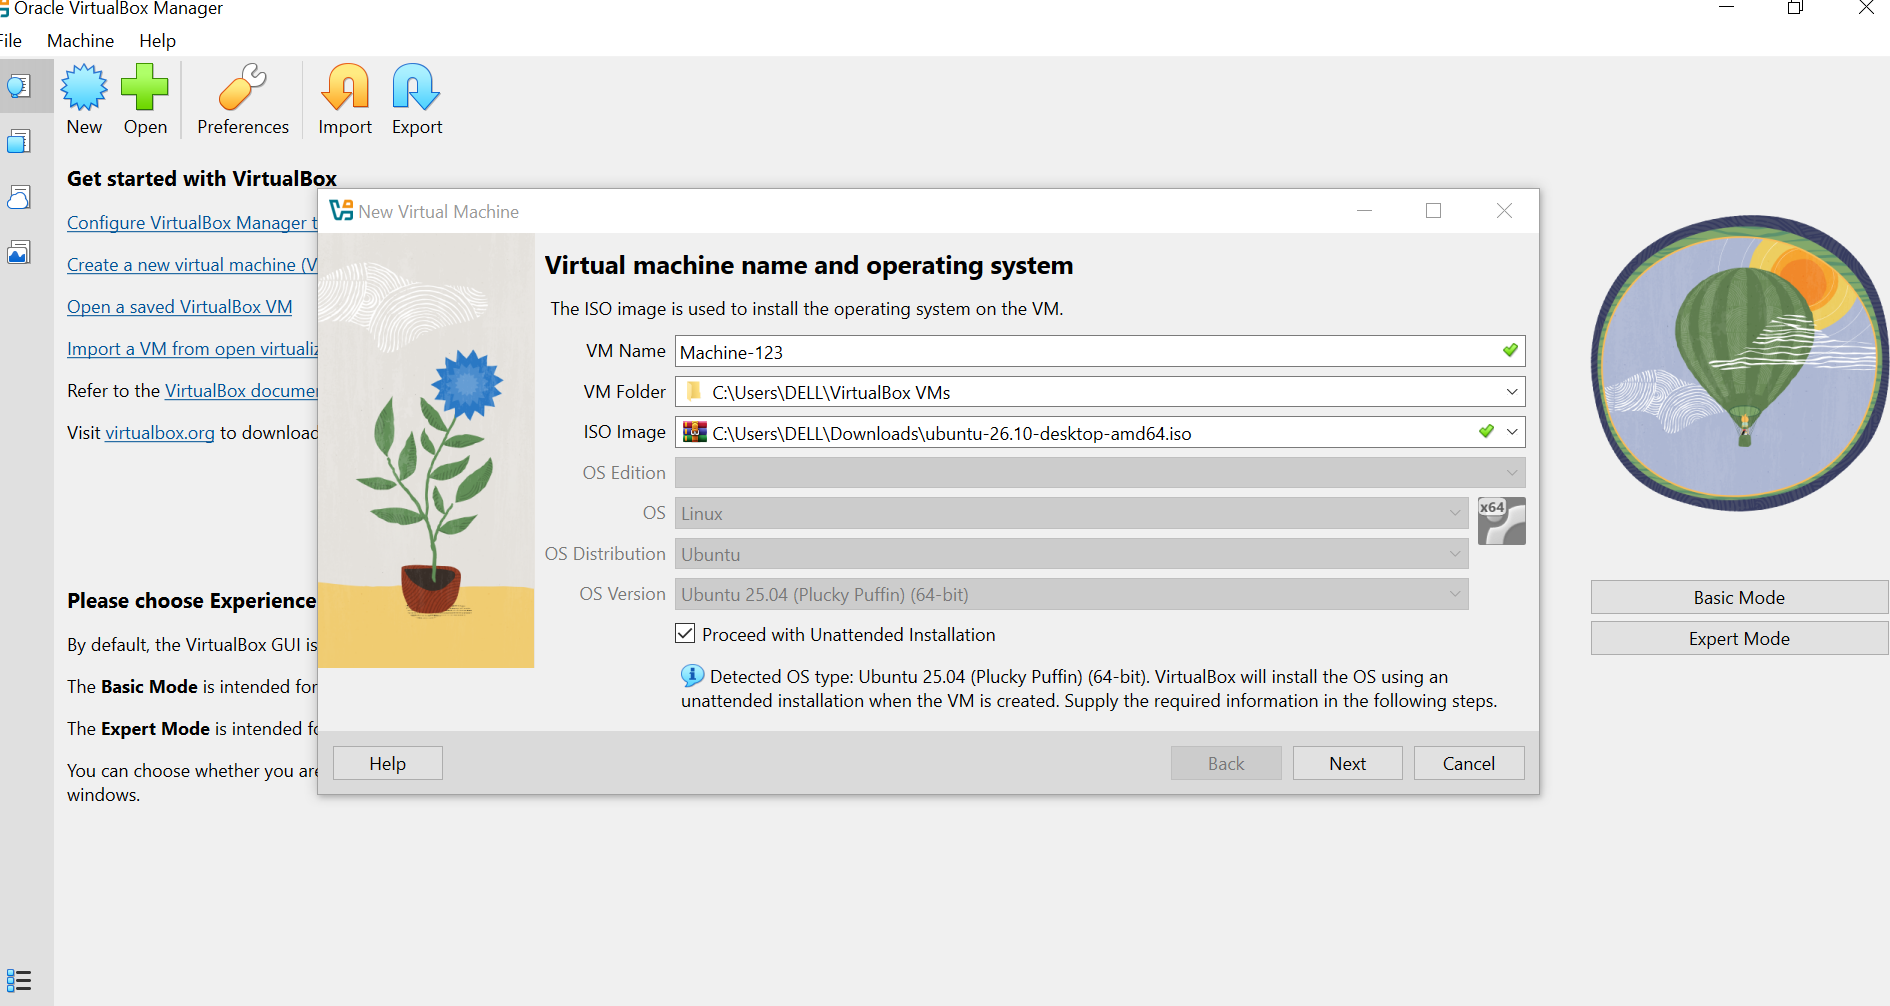 Oracle VirtualBox Manager
File Machine Help
New Open Preferences Import Export
Get started with VirtualBox
Configure VirtualBox Manager t
Create a new virtual machine (V
Open a saved VirtualBox VM
Import a VM from open virtualiz
Refer to the VirtualBox documen
Visit virtualbox.org to download
Please choose Experience
By default, the VirtualBox GUI is
The Basic Mode is intended for
The Expert Mode is intended fo
You can choose whether you are
windows.
New Virtual Machine
Virtual machine name and operating system
The ISO image is used to install the operating system on the VM.
VM Name Machine-123
VM Folder C:\Users\DELL\VirtualBox VMs
ISO Image C:\Users\DELL\Downloads\ubuntu-26.10-desktop-amd64.iso
OS Edition
OS Linux x64
OS Distribution Ubuntu
OS Version Ubuntu 25.04 (Plucky Puffin) (64-bit)
Proceed with Unattended Installation
Detected OS type: Ubuntu 25.04 (Plucky Puffin) (64-bit). VirtualBox will install the OS using an
unattended installation when the VM is created. Supply the required information in the following steps.
Help Back Next Cancel
Basic Mode
Expert Mode